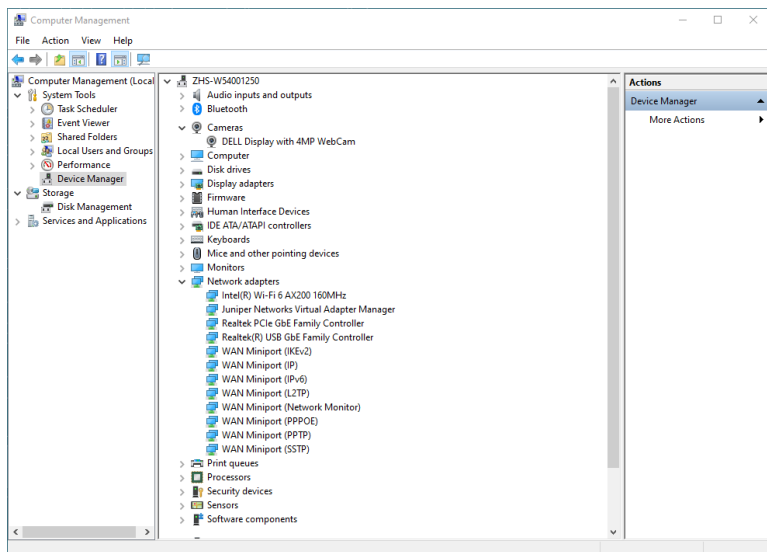 Computer Management
File Action View Help
Computer Management (Local
System Tools
Task Scheduler
Event Viewer
Shared Folders
Local Users and Groups
Performance
Device Manager
Storage
Disk Management
Services and Applications
ZHS-W54001250
Audio inputs and outputs
Bluetooth
Cameras
DELL Display with 4MP WebCam
Computer
Disk drives
Display adapters
Firmware
Human Interface Devices
IDE ATA/ATAPI controllers
Keyboards
Mice and other pointing devices
Monitors
Network adapters
Intel(R) Wi-Fi 6 AX200 160MHz
Juniper Networks Virtual Adapter Manager
Realtek PCIe GbE Family Controller
Realtek(R) USB GbE Family Controller
WAN Miniport (IKEv2)
WAN Miniport (IP)
WAN Miniport (IPv6)
WAN Miniport (L2TP)
WAN Miniport (Network Monitor)
WAN Miniport (PPPOE)
WAN Miniport (PPTP)
WAN Miniport (SSTP)
Print queues
Processors
Security devices
Sensors
Software components
Actions
Device Manager
More Actions